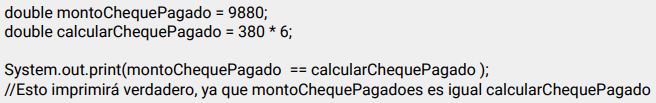 double montoChequePagado = 9880;
double calcularChequePagado = 380 * 6;
System.out.print(montoChequePagado == calcularChequePagado );
//Esto imprimirá verdadero, ya que montoChequePagadoes es igual calcularChequePagado